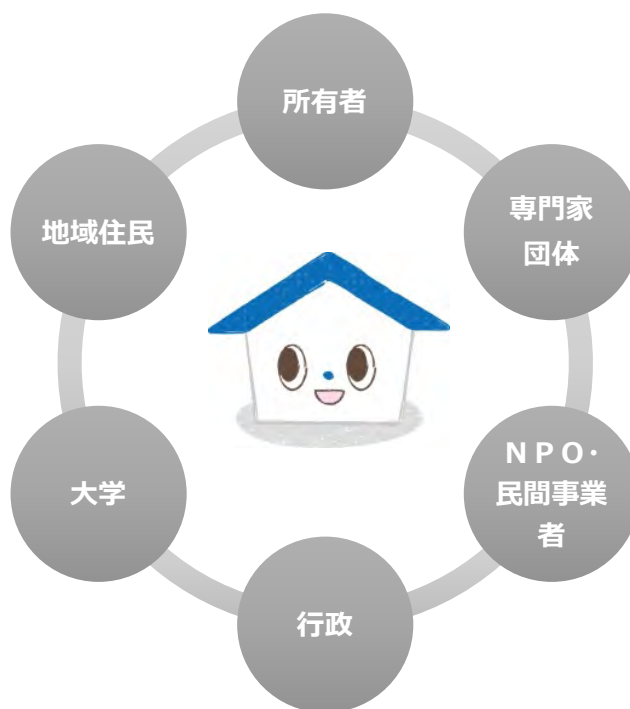 所有者
専門家
団体
ＮＰＯ・
民間事業
者
行政
大学
地域住民